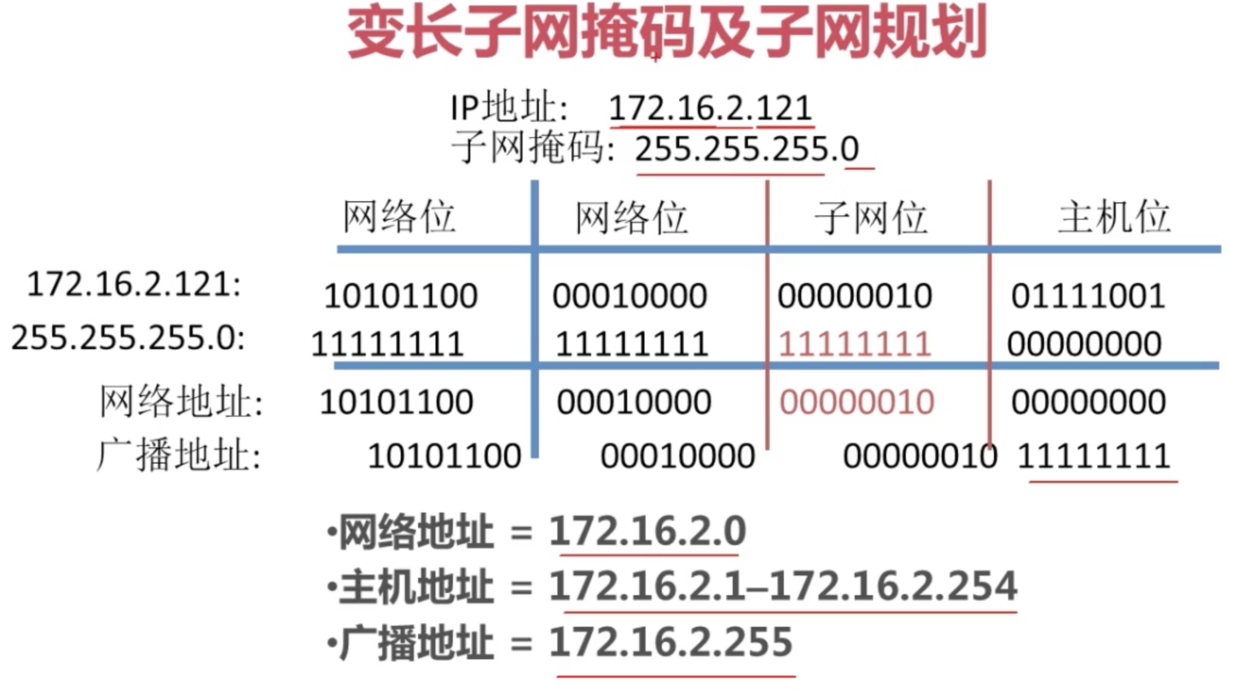 变长子网掩码及子网规划
IP地址: 172.16.2.121
子网掩码: 255.255.255.0
网络位 网络位 子网位 主机位
172.16.2.121: 10101100 00010000 00000010 01111001
255.255.255.0: 11111111 11111111 11111111 00000000
网络地址: 10101100 00010000 00000010 00000000
广播地址: 10101100 00010000 00000010 11111111
•网络地址 = 172.16.2.0
•主机地址 = 172.16.2.1–172.16.2.254
•广播地址 = 172.16.2.255